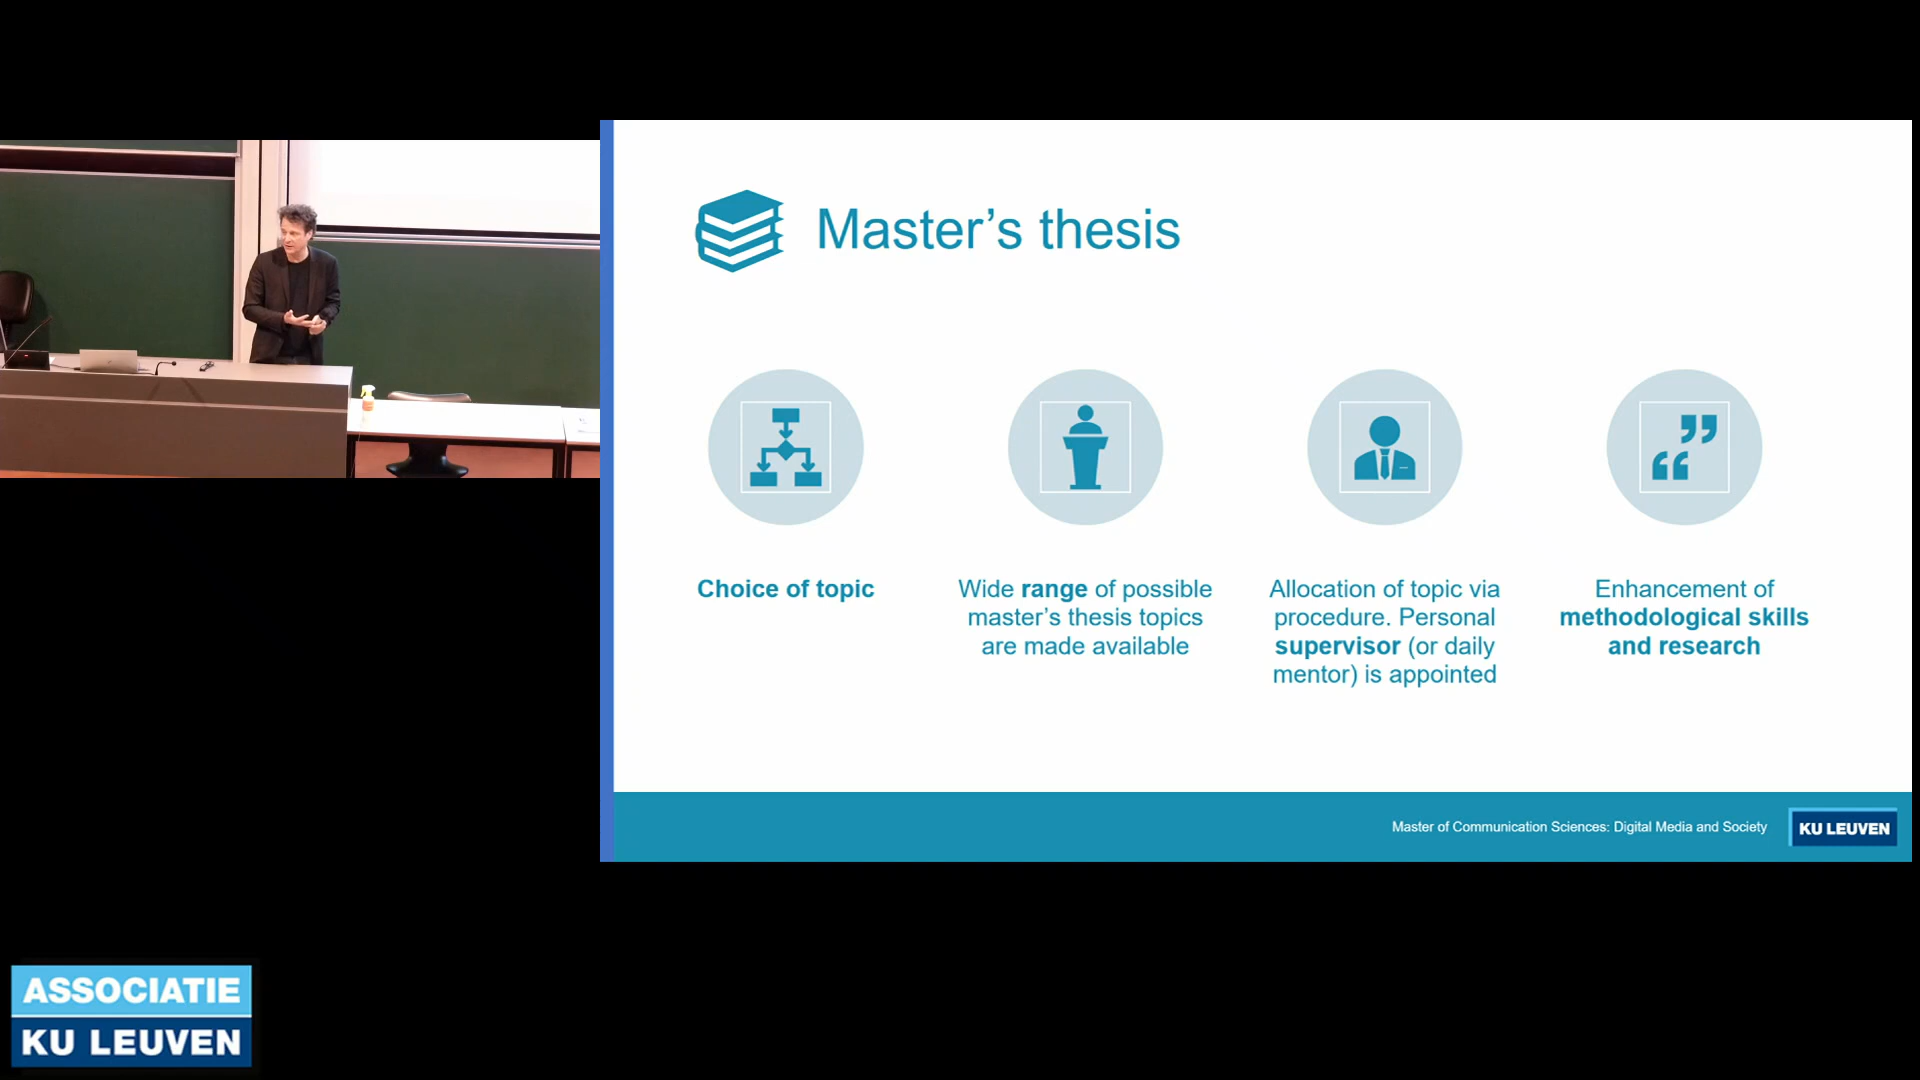 Master’s thesis
Choice of topic
Wide range of possible
master’s thesis topics
are made available
Allocation of topic via
procedure. Personal
supervisor (or daily
mentor) is appointed
Enhancement of
methodological skills
and research
Master of Communication Sciences: Digital Media and Society
KU LEUVEN
ASSOCIATIE
KU LEUVEN